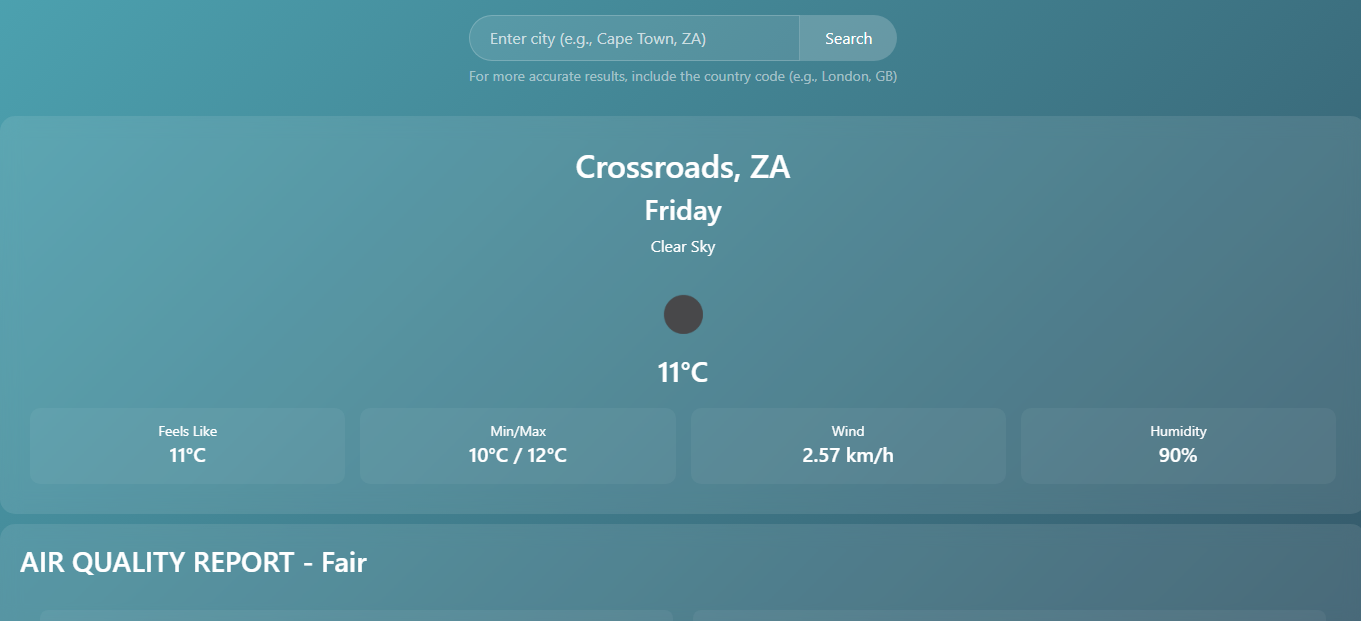 Enter city (e.g., Cape Town, ZA)
Search
For more accurate results, include the country code (e.g., London, GB)
Crossroads, ZA
Friday
Clear Sky
11°C
Feels Like
11°C
Min/Max
10°C / 12°C
Wind
2.57 km/h
Humidity
90%
AIR QUALITY REPORT - Fair